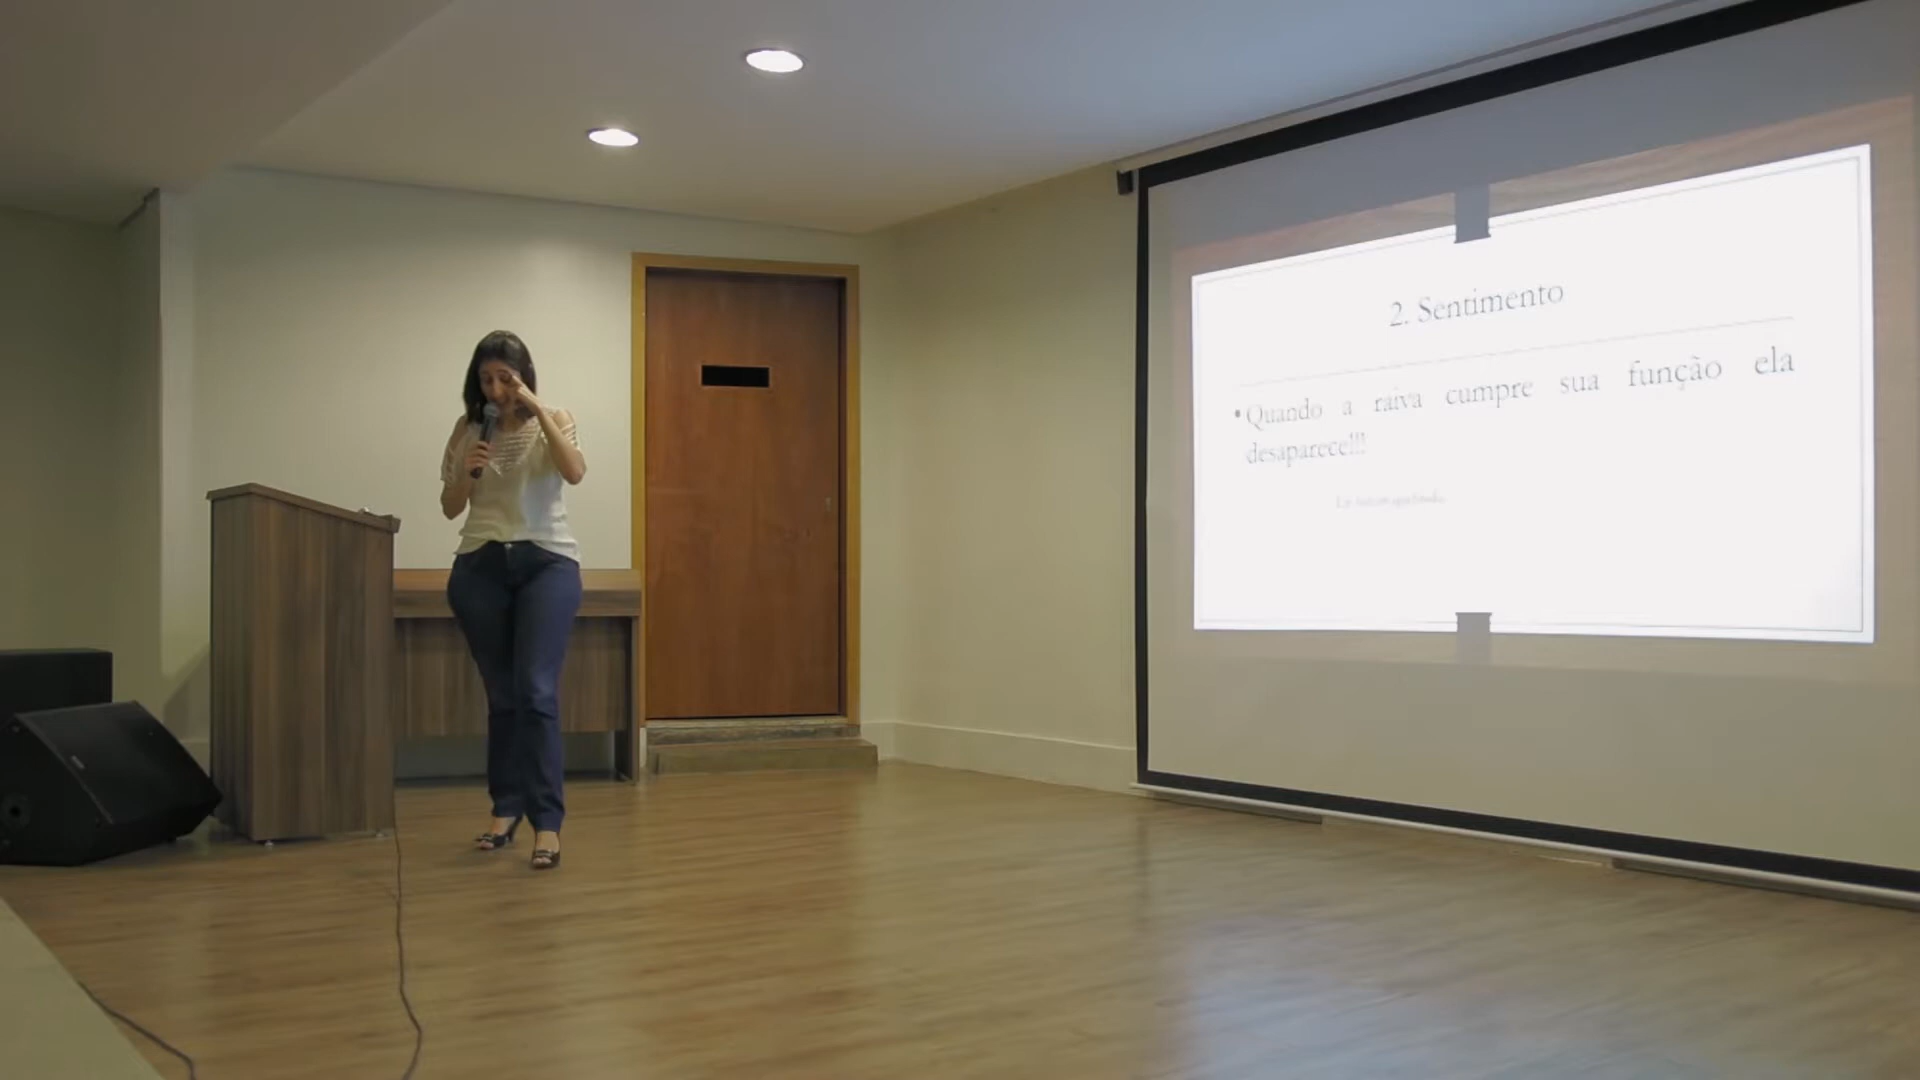 2. Sentimento
•Quando a raiva cumpre sua função ela
desaparece!!!